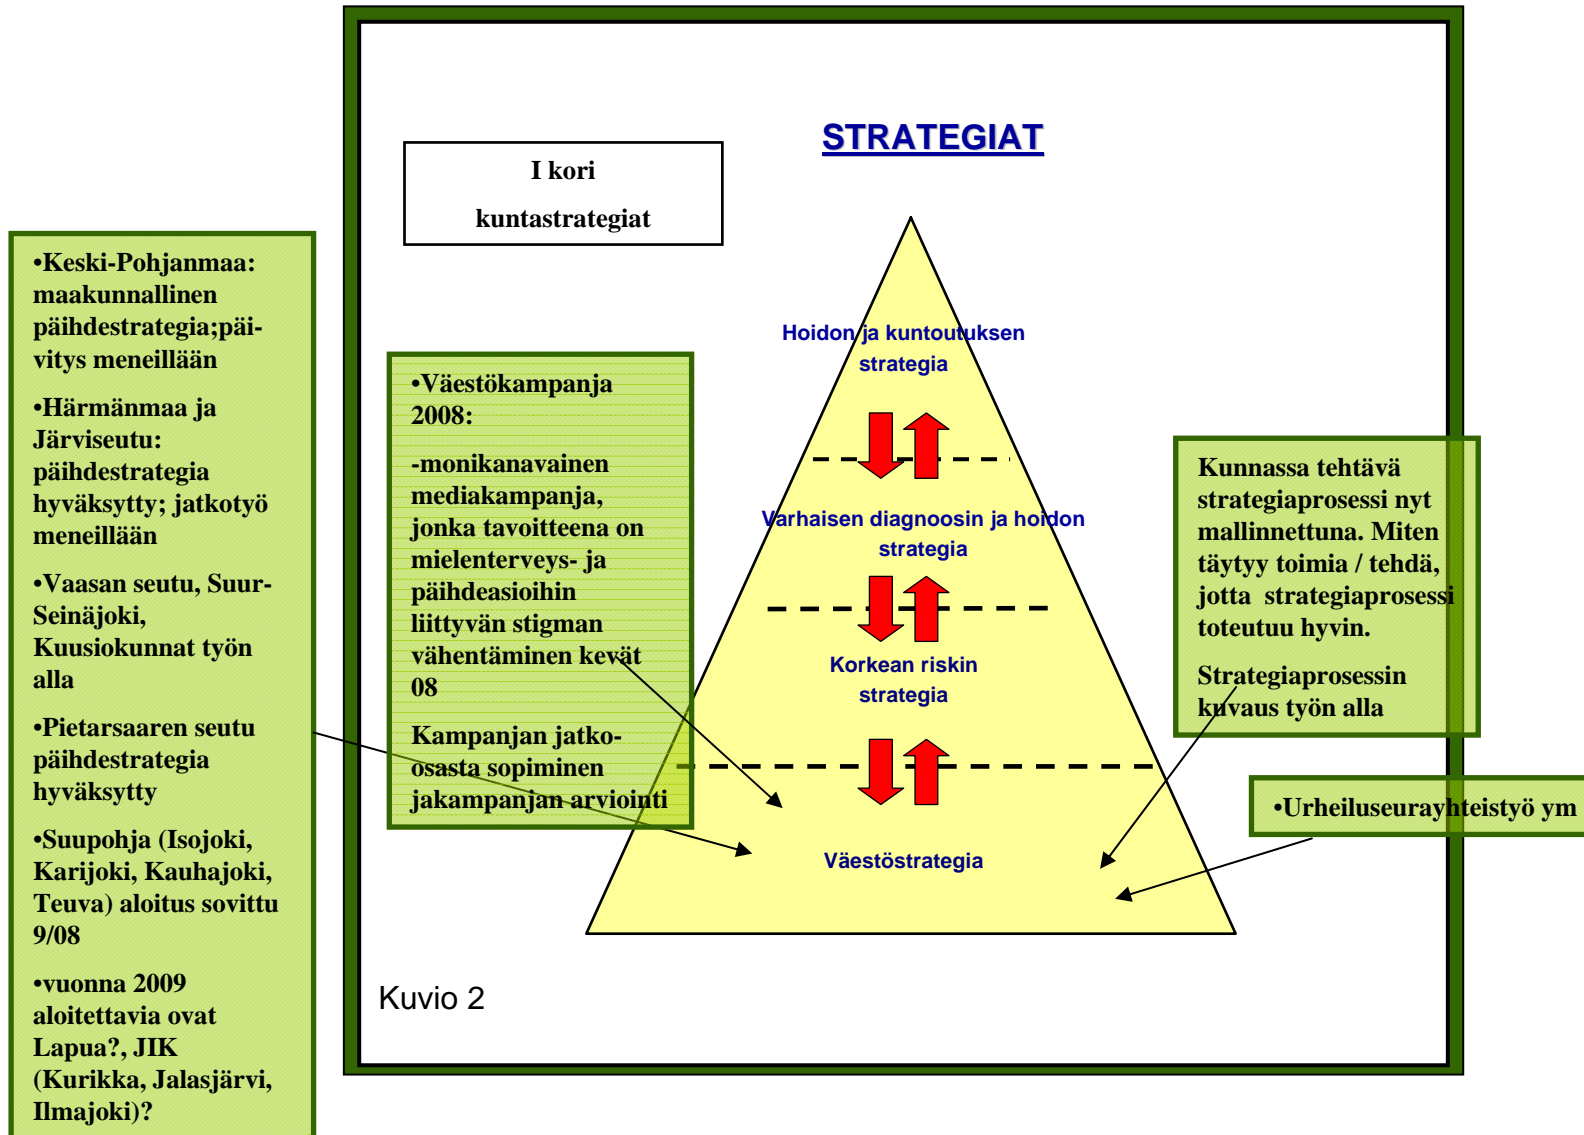 STRATEGIAT
I kori
kuntastrategiat
•Keski-Pohjanmaa:
maakunnallinen
päihdestrategia;päi-
vitys meneillään
•Härmänmaa ja
Järviseutu:
päihdestrategia
hyväksytty; jatkotyö
meneillään
•Vaasan seutu, Suur-
Seinäjoki,
Kuusiokunnat työn
alla
•Pietarsaaren seutu
päihdestrategia
hyväksytty
•Suupohja (Isojoki,
Karijoki, Kauhajoki,
Teuva) aloitus sovittu
9/08
•vuonna 2009
aloitettavia ovat
Lapua?, JIK
(Kurikka, Jalasjärvi,
Ilmajoki)?
•Väestökampanja
2008:
-monikanavainen
mediakampanja,
jonka tavoitteena on
mielenterveys- ja
päihdeasioihin
liittyvän stigman
vähentäminen kevät
08
Kampanjan jatko-
osasta sopiminen
jakampanjan arviointi
Hoidon ja kuntoutuksen
strategia
Varhaisen diagnoosin ja hoidon
strategia
Korkean riskin
strategia
Väestöstrategia
Kunnassa tehtävä
strategiaprosessi nyt
mallinnettuna. Miten
täytyy toimia / tehdä,
jotta strategiaprosessi
toteutuu hyvin.
Strategiaprosessin
kuvaus työn alla
•Urheiluseurayhteistyö ym
Kuvio 2